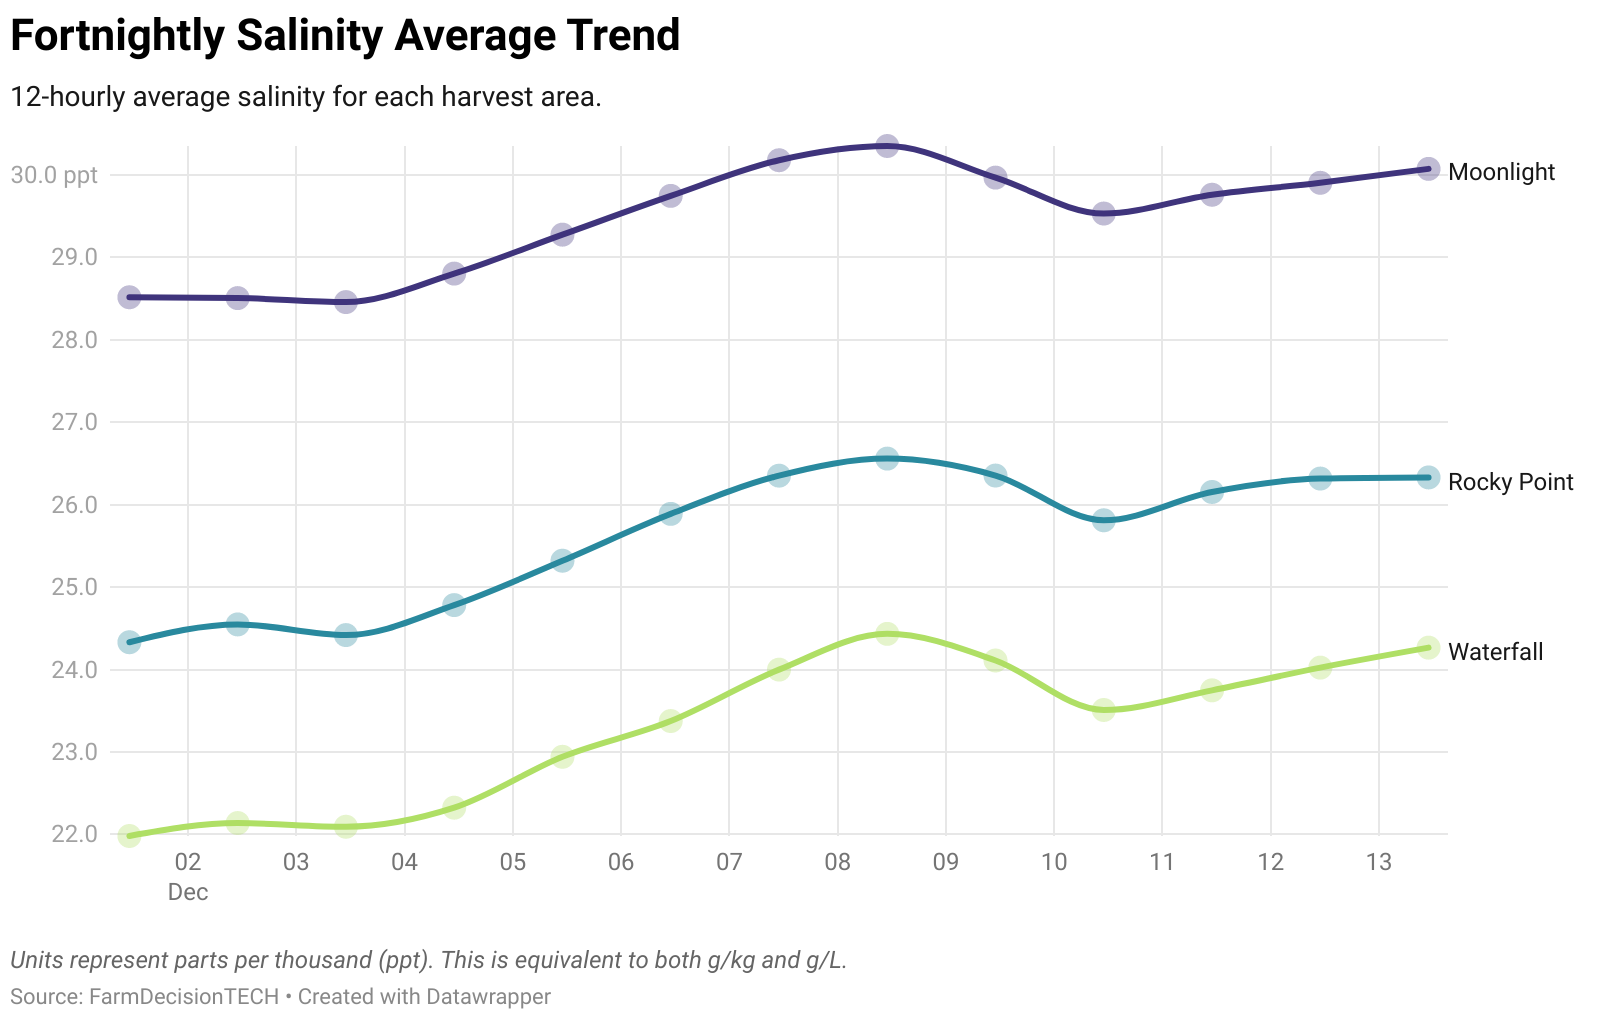 Fortnightly Salinity Average Trend
12-hourly average salinity for each harvest area.
30.0 ppt
29.0
28.0
27.0
26.0
25.0
24.0
23.0
22.0
Moonlight
Rocky Point
Waterfall
02 03 04 05 06 07 08 09 10 11 12 13
Dec
Units represent parts per thousand (ppt). This is equivalent to both g/kg and g/L.
Source: FarmDecisionTECH • Created with Datawrapper